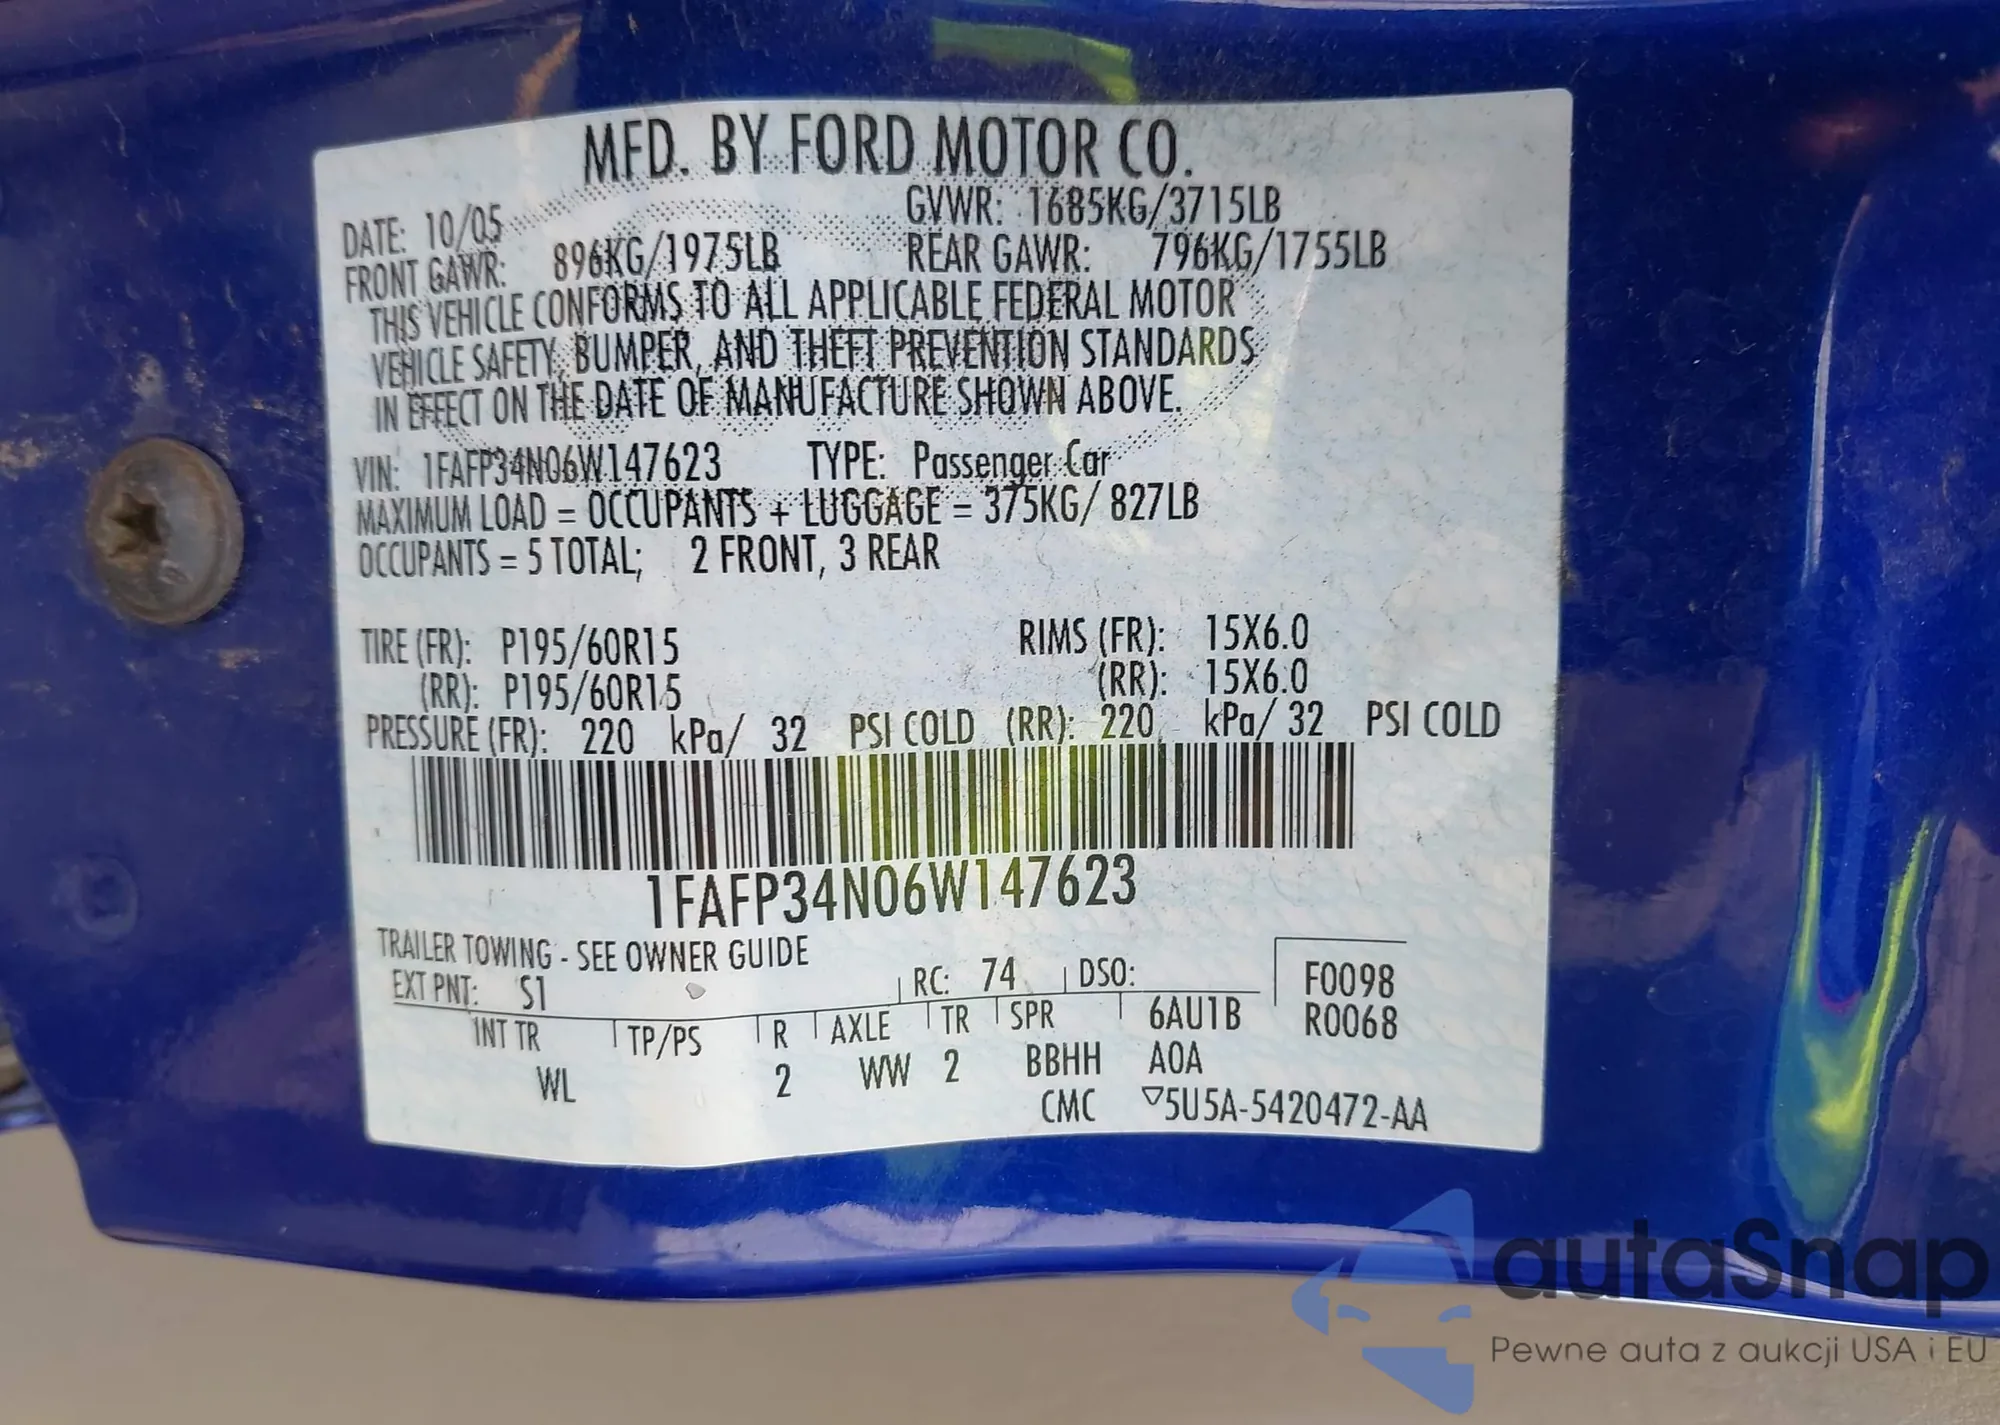 MFD. BY FORD MOTOR CO.
DATE: 10/05 GVWR: 1685KG/3715LB
FRONT GAWR: 896KG/1975LB REAR GAWR: 796KG/1755LB
THIS VEHICLE CONFORMS TO ALL APPLICABLE FEDERAL MOTOR
VEHICLE SAFETY, BUMPER, AND THEFT PREVENTION STANDARDS
IN EFFECT ON THE DATE OF MANUFACTURE SHOWN ABOVE.
VIN: 1FAFP34N06W147623 TYPE: Passenger Car
MAXIMUM LOAD = OCCUPANTS + LUGGAGE = 375KG/ 827LB
OCCUPANTS = 5 TOTAL; 2 FRONT, 3 REAR
TIRE (FR): P195/60R15 RIMS (FR): 15X6.0
(RR): P195/60R15 (RR): 15X6.0
PRESSURE (FR): 220 kPa/ 32 PSI COLD (RR): 220 kPa/ 32 PSI COLD
1FAFP34N06W147623
TRAILER TOWING - SEE OWNER GUIDE
EXT PNT: S1 RC: 74 DSO: F0098
INT TR TP/PS R AXLE TR SPR 6AU1B R0068
WL 2 WW 2 BBHH A0A
CMC ▽5U5A-5420472-AA
autaSnap
Pewne auta z aukcji USA i EU